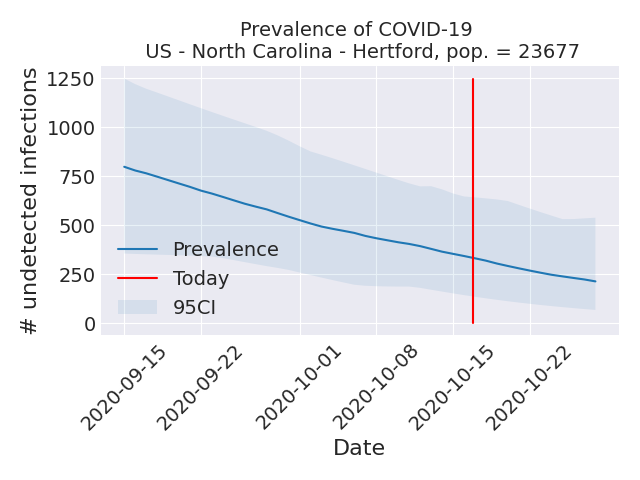 Prevalence of COVID-19
US - North Carolina - Hertford, pop. = 23677
# undetected infections
1250
1000
750
500
250
0
Prevalence
Today
95CI
2020-09-15
2020-09-22
2020-10-01
2020-10-08
2020-10-15
2020-10-22
Date